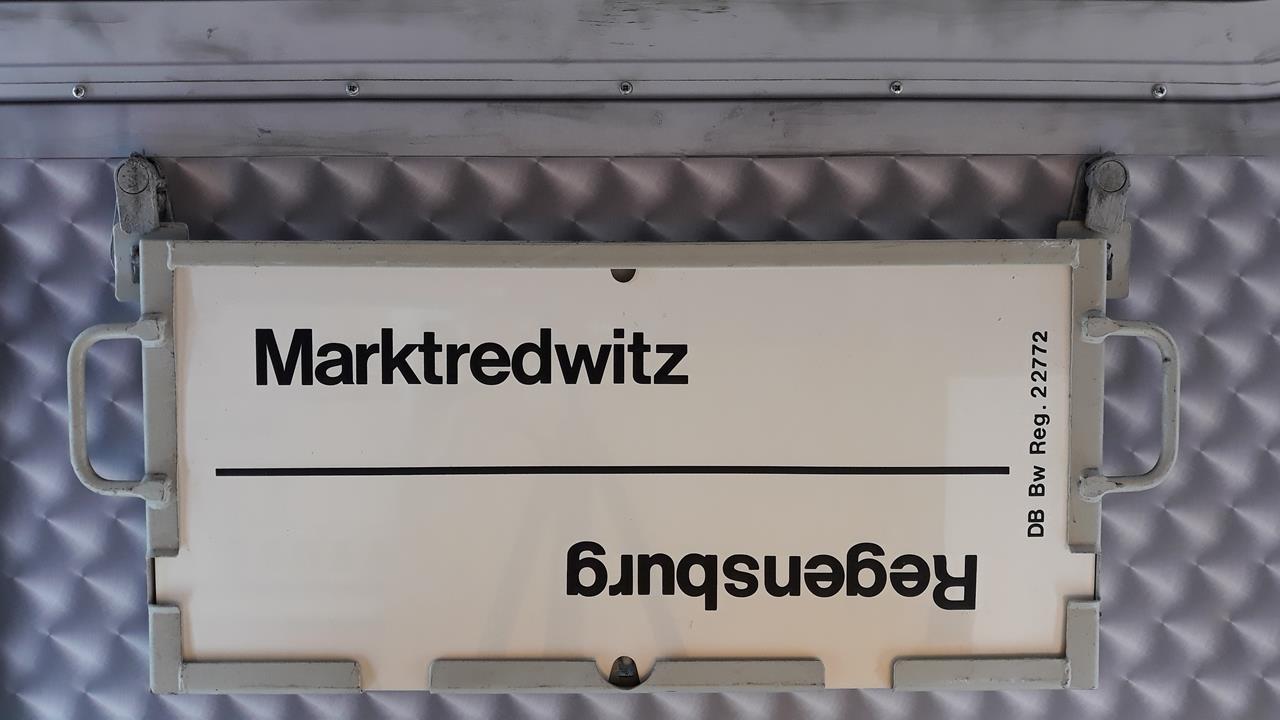 Marktredwitz
Regensburg
DB Bw Reg. 22772